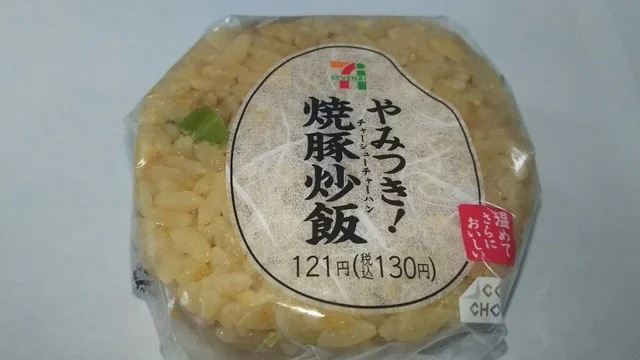 SEVEN&i
やみつき!
焼豚炒飯
チャーシューチャーハン
121円(税込130円)
温めて
さらに
おいしい
CHO